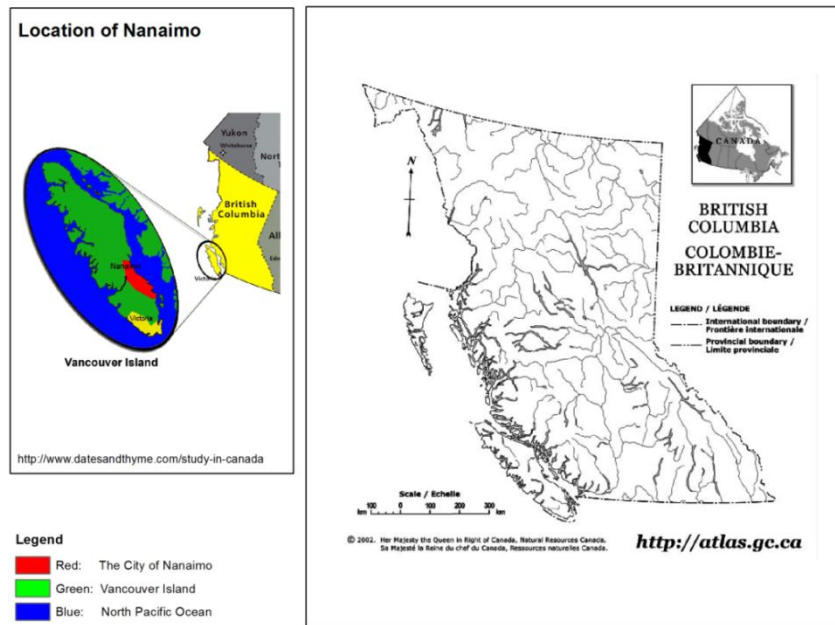 Location of Nanaimo
Yukon
Whitehorse
Nort
British
Columbia
Al
Victoria
Nanaimo
Victoria
Vancouver Island
http://www.datesandthyme.com/study-in-canada
Legend
Red: The City of Nanaimo
Green: Vancouver Island
Blue: North Pacific Ocean
N
CANADA
BRITISH
COLUMBIA
COLOMBIE-
BRITANNIQUE
LEGEND / LÉGENDE
International boundary /
Frontière internationale
Provincial boundary /
Limite provinciale
Scale / Echelle
100 0 100 200 300
km km
© 2002. Her Majesty the Queen in Right of Canada, Natural Resources Canada.
Sa Majesté la Reine du chef du Canada, Ressources naturelles Canada.
http://atlas.gc.ca